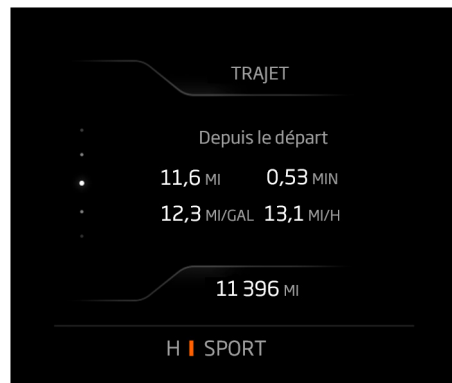 TRAJET
Depuis le départ
11,6 MI 0,53 MIN
12,3 MI/GAL 13,1 MI/H
11 396 MI
H SPORT